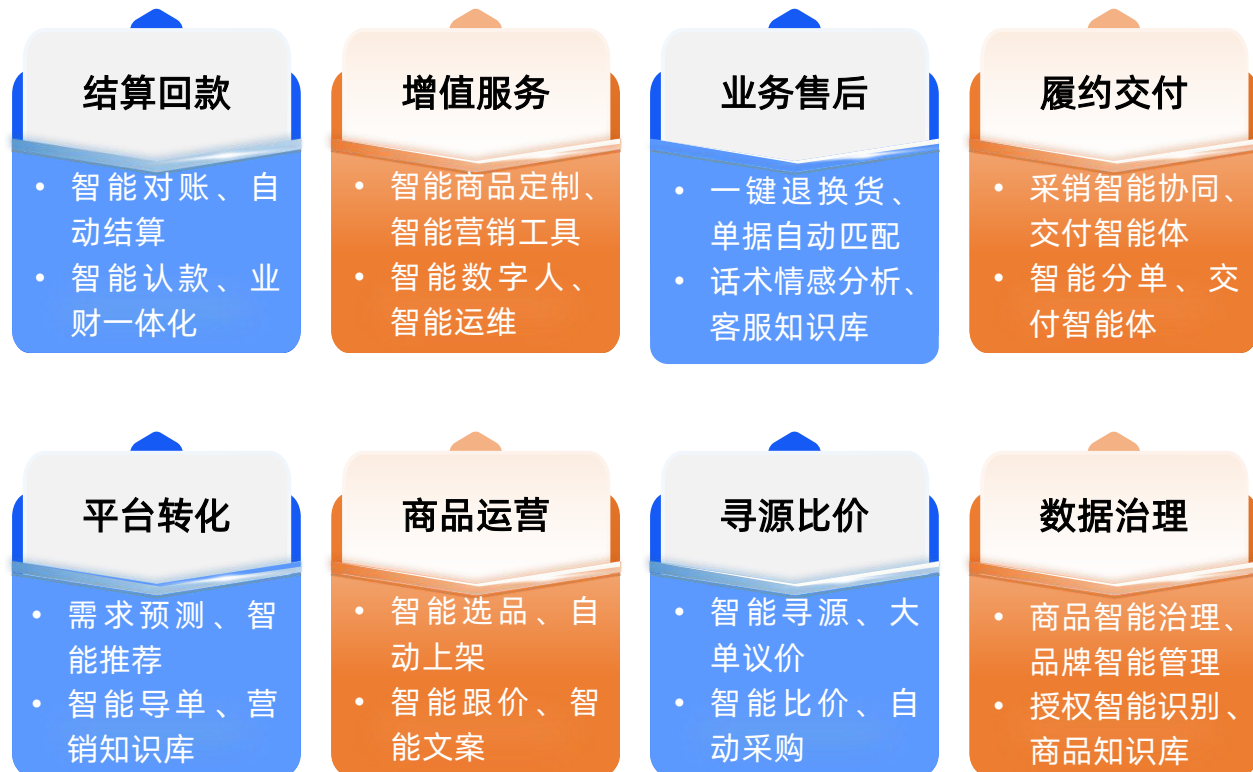 结算回款
• 智能对账、自
动结算
• 智能认款、业
财一体化
增值服务
• 智能商品定制、
智能营销工具
• 智能数字人、
智能运维
业务售后
• 一键退换货、
单据自动匹配
• 话术情感分析、
客服知识库
履约交付
• 采销智能协同、
交付智能体
• 智能分单、交
付智能体
平台转化
• 需求预测、智
能推荐
• 智能导单、营
销知识库
商品运营
• 智能选品、自
动上架
• 智能跟价、智
能文案
寻源比价
• 智能寻源、大
单议价
• 智能比价、自
动采购
数据治理
• 商品智能治理、
品牌智能管理
• 授权智能识别、
商品知识库